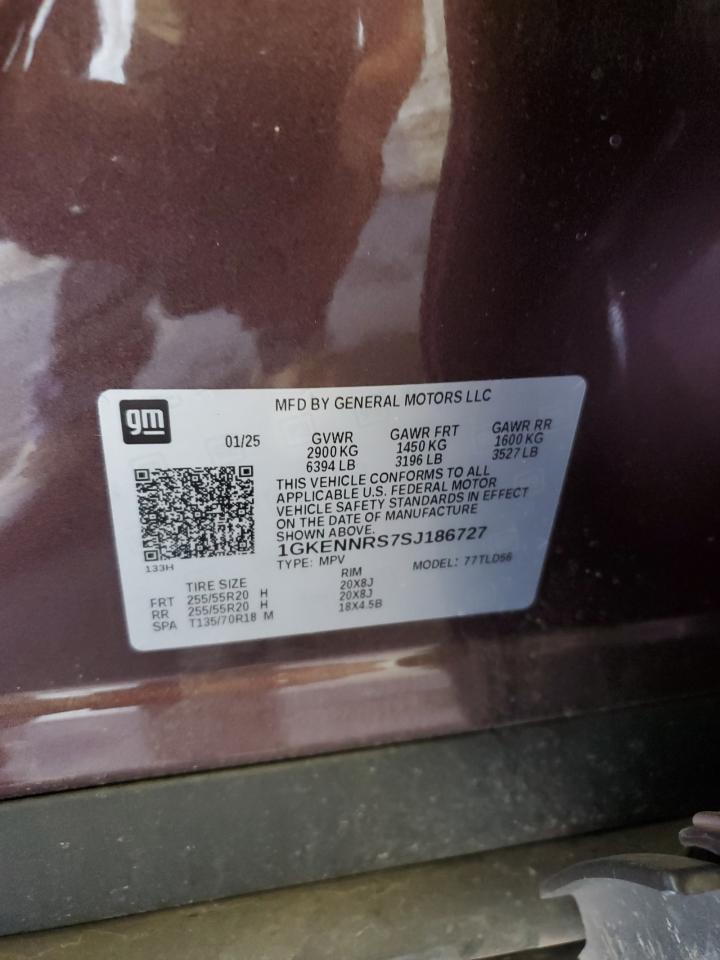 gm
MFD BY GENERAL MOTORS LLC
01/25
GVWR
2900 KG
6394 LB
GAWR FRT
1450 KG
3196 LB
GAWR RR
1600 KG
3527 LB
THIS VEHICLE CONFORMS TO ALL
APPLICABLE U.S. FEDERAL MOTOR
VEHICLE SAFETY STANDARDS IN EFFECT
ON THE DATE OF MANUFACTURE
SHOWN ABOVE.
1GKENNRS7SJ186727
133H
TYPE: MPV
MODEL: 77TLD56
TIRE SIZE RIM
FRT 255/55R20 H 20X8J
RR 255/55R20 H 20X8J
SPA T135/70R18 M 18X4.5B